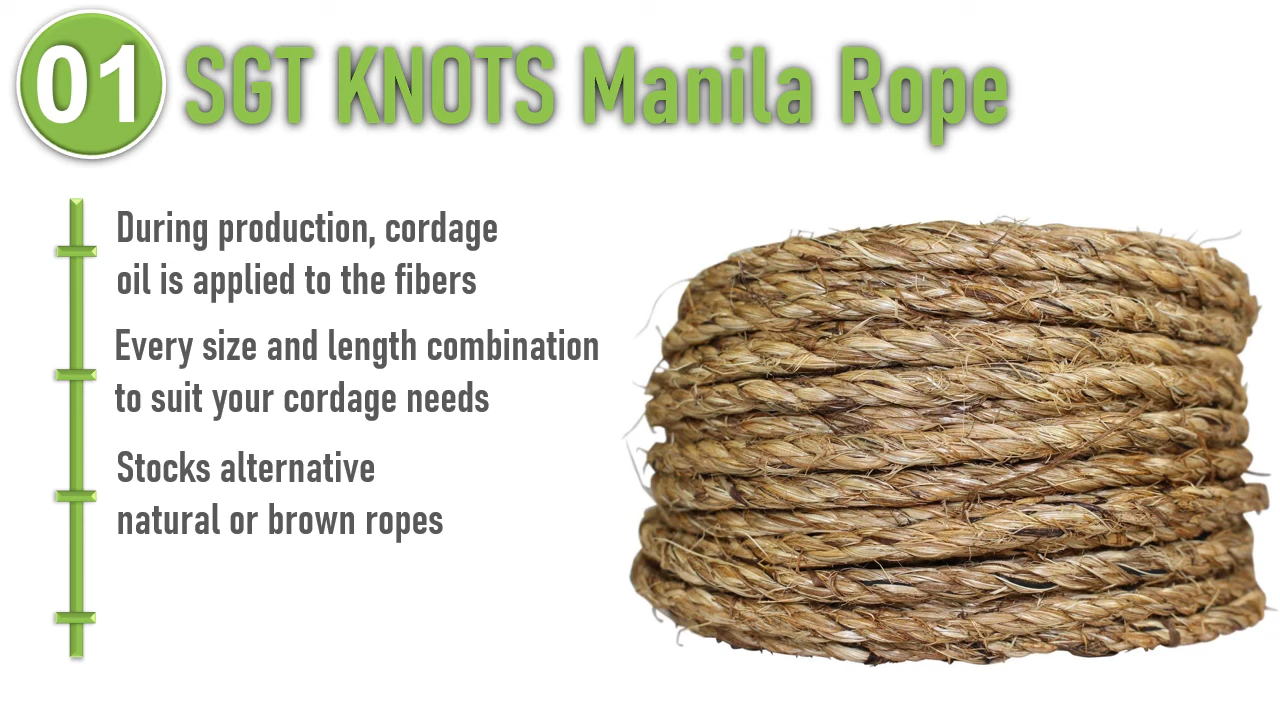 01
SGT KNOTS Manila Rope
During production, cordage
oil is applied to the fibers
Every size and length combination
to suit your cordage needs
Stocks alternative
natural or brown ropes